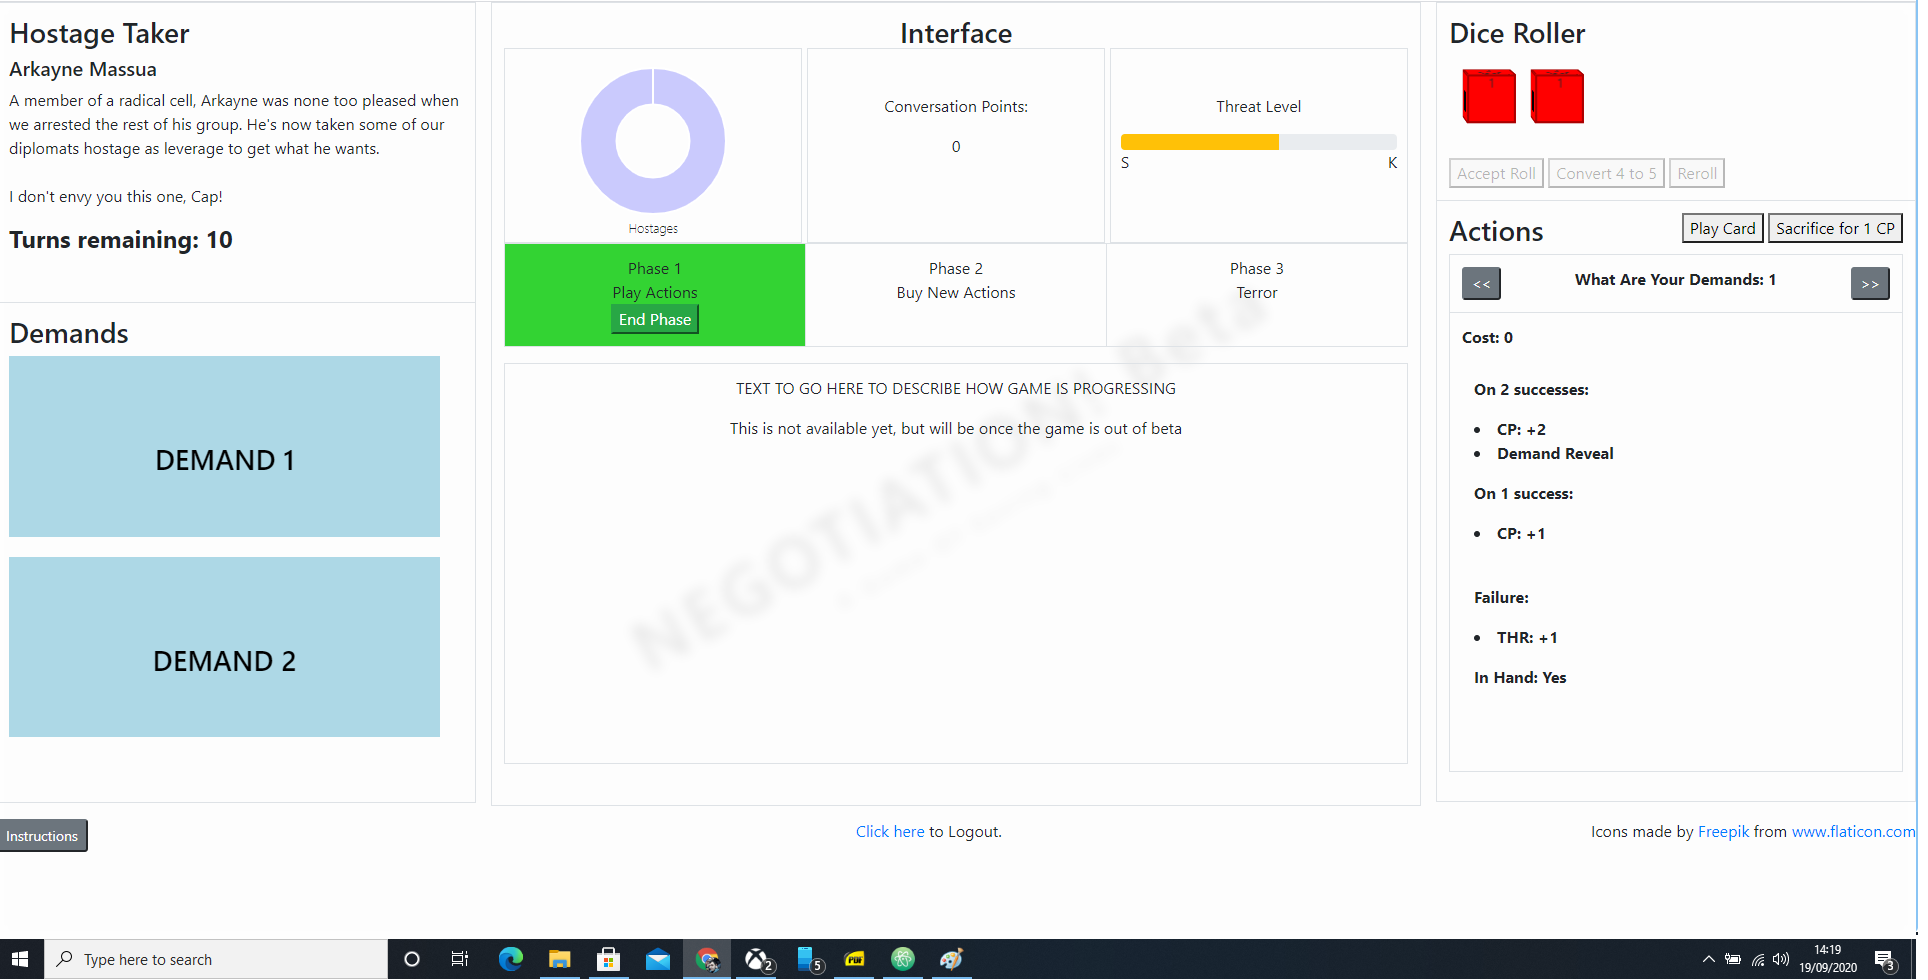 Hostage Taker
Arkayne Massua
A member of a radical cell, Arkayne was none too pleased when
we arrested the rest of his group. He's now taken some of our
diplomats hostage as leverage to get what he wants.
I don't envy you this one, Cap!
Turns remaining: 10
Demands
DEMAND 1
DEMAND 2
Instructions
Interface
Hostages
Conversation Points:
0
Threat Level
S K
Phase 1
Play Actions
End Phase
Phase 2
Buy New Actions
Phase 3
Terror
TEXT TO GO HERE TO DESCRIBE HOW GAME IS PROGRESSING
This is not available yet, but will be once the game is out of beta
NEGOTIATION! Beta
Click here to Logout.
Dice Roller
1 1
Accept Roll Convert 4 to 5 Reroll
Actions Play Card Sacrifice for 1 CP
<< What Are Your Demands: 1 >>
Cost: 0
On 2 successes:
• CP: +2
• Demand Reveal
On 1 success:
• CP: +1
Failure:
• THR: +1
In Hand: Yes
Icons made by Freepik from www.flaticon.com
Type here to search
2
5
PDF
14:19
19/09/2020
3